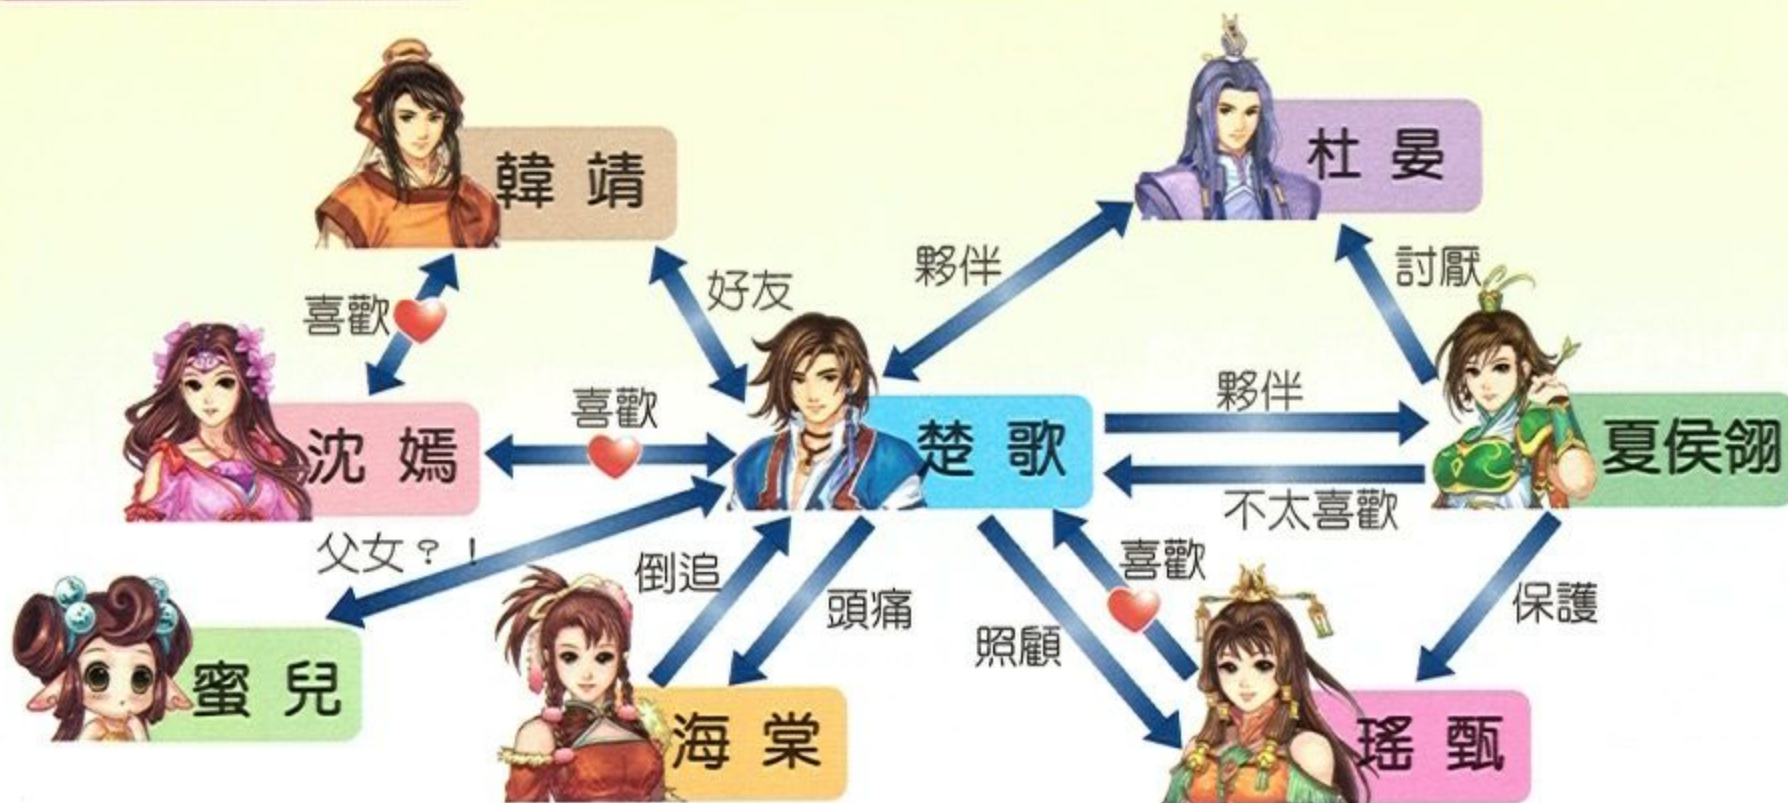 韓靖
杜晏
喜歡
好友
夥伴
討厭
沈嫣
喜歡
楚歌
夥伴
不太喜歡
夏侯翎
父女？！
倒追
頭痛
照顧
喜歡
保護
蜜兒
海棠
瑤甄